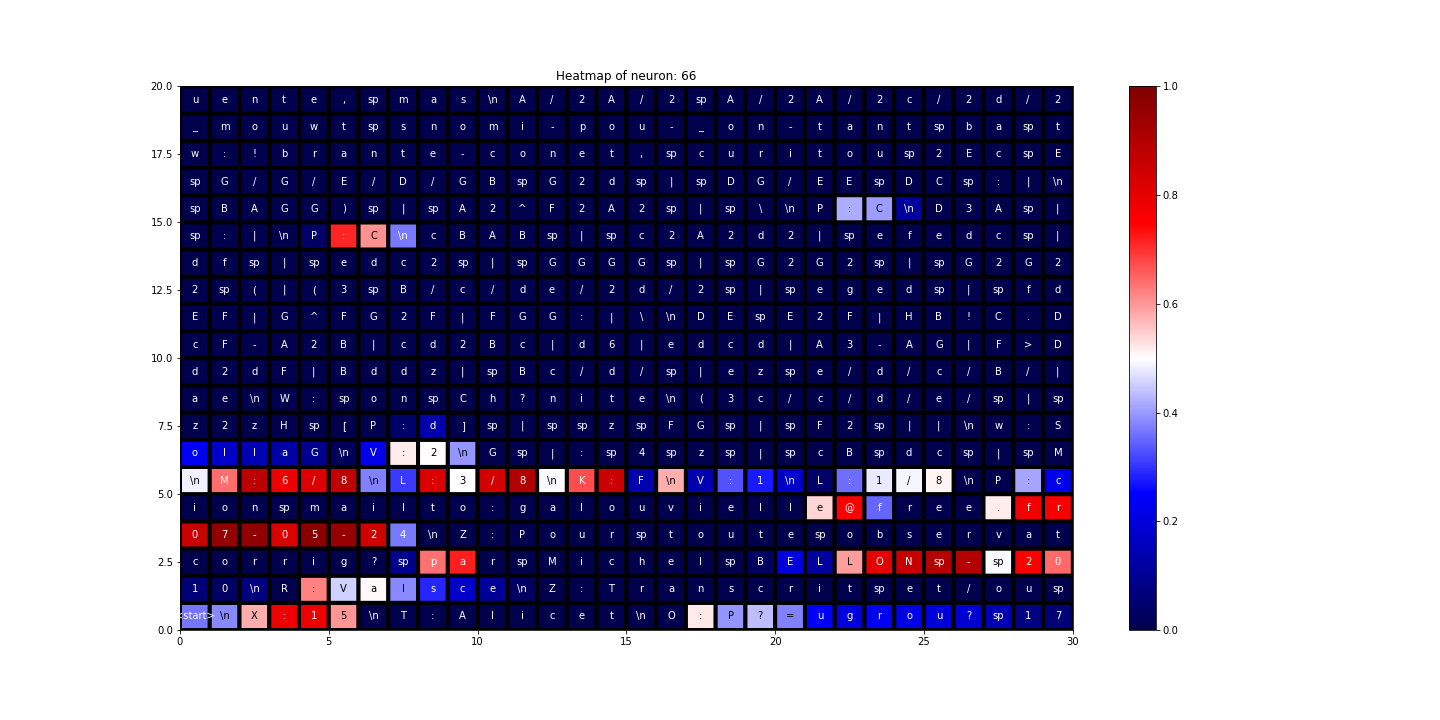 Heatmap of neuron: 66
20.0 u e n t e , sp m a s \n A / 2 A / 2 sp A / 2 A / 2 c / 2 d / 2 1.0
_ m o u w t sp s n o m i - p o u - _ o n - t a n t sp b a sp t
17.5 w : ! b r a n t e - c o n e t , sp c u r i t o u sp 2 E c sp E
sp G / G / E / D / G B sp G 2 d sp | sp D G / E E sp D C sp : | \n 0.8
sp B A G G ) sp | sp A 2 ^ F 2 A 2 sp | sp \ \n P : C \n D 3 A sp |
15.0 sp : | \n P : C \n c B A B sp | sp c 2 A 2 d 2 | sp e f e d c sp |
d f sp | sp e d c 2 sp | sp G G G G sp | sp G 2 G 2 sp | sp G 2 G 2
12.5 2 sp ( | ( 3 sp B / c / d e / 2 d / 2 sp | sp e g e d sp | sp f d 0.6
E F | G ^ F G 2 F | F G G : | \ \n D E sp E 2 F | H B ! C . D
10.0 c F - A 2 B | c d 2 B c | d 6 | e d c d | A 3 - A G | F > D
d 2 d F | B d d z | sp B c / d / sp | e z sp e / d / c / B / |
a e \n W : sp o n sp C h ? n i t e \n ( 3 c / c / d / e / sp | sp 0.4
7.5 z 2 z H sp [ P : d ] sp | sp sp z sp F G sp | sp F 2 sp | | \n w : S
o l l a G \n V : 2 \n G sp | : sp 4 sp z sp | sp c B sp d c sp | sp M
\n M : 6 / 8 \n L : 3 / 8 \n K : F \n V : 1 \n L : 1 / 8 \n P : c
5.0 i o n sp m a i l t o : g a l o u v i e l l e @ f r e e . f r 0.2
0 7 - 0 5 - 2 4 \n Z : P o u r sp t o u t e sp o b s e r v a t
2.5 c o r r i g ? sp p a r sp M i c h e l sp B E L L O N sp - sp 2 0
1 0 \n R : V a l s c e \n Z : T r a n s c r i t sp e t / o u sp
0.0 <start> \n X : 1 5 \n T : A l i c e t \n O : P ? = u g r o u ? sp 1 7 0.0
0 5 10 15 20 25 30